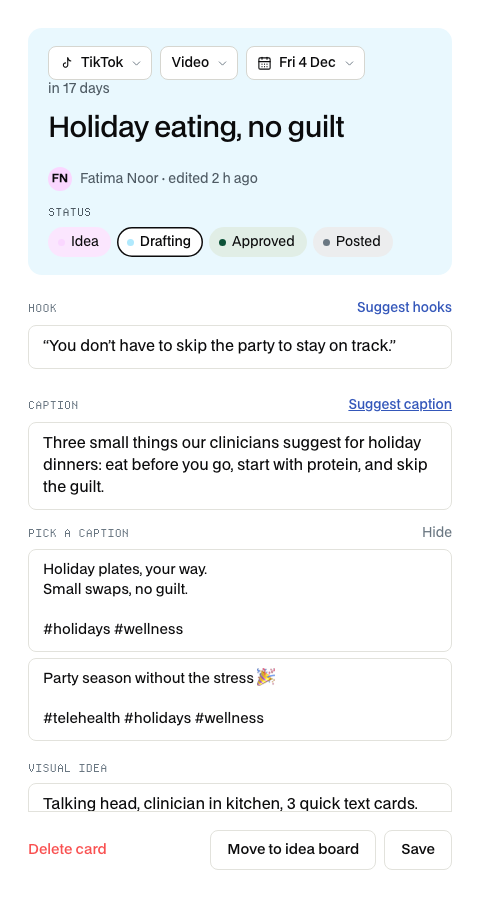 TikTok Video Fri 4 Dec
in 17 days
Holiday eating, no guilt
FN Fatima Noor · edited 2 h ago
STATUS
Idea Drafting Approved Posted
HOOK Suggest hooks
“You don’t have to skip the party to stay on track.”
CAPTION Suggest caption
Three small things our clinicians suggest for holiday
dinners: eat before you go, start with protein, and skip
the guilt.
PICK A CAPTION Hide
Holiday plates, your way.
Small swaps, no guilt.
#holidays #wellness
Party season without the stress🎉
#telehealth #holidays #wellness
VISUAL IDEA
Talking head, clinician in kitchen, 3 quick text cards.
Delete card Move to idea board Save